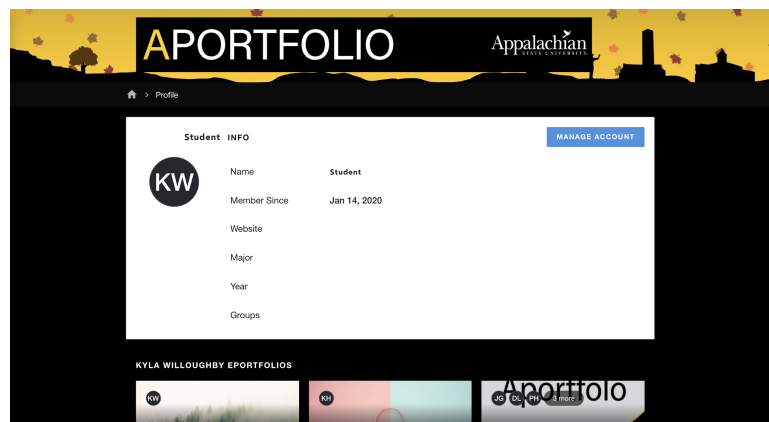 APORTFOLIO
Appalachian
STATE UNIVERSITY.
> Profile
Student INFO
MANAGE ACCOUNT
KW
Name Student
Member Since Jan 14, 2020
Website
Major
Year
Groups
KYLA WILLOUGHBY EPORTFOLIOS
KW
KH
Aportfolo
JG DL PH 3 more